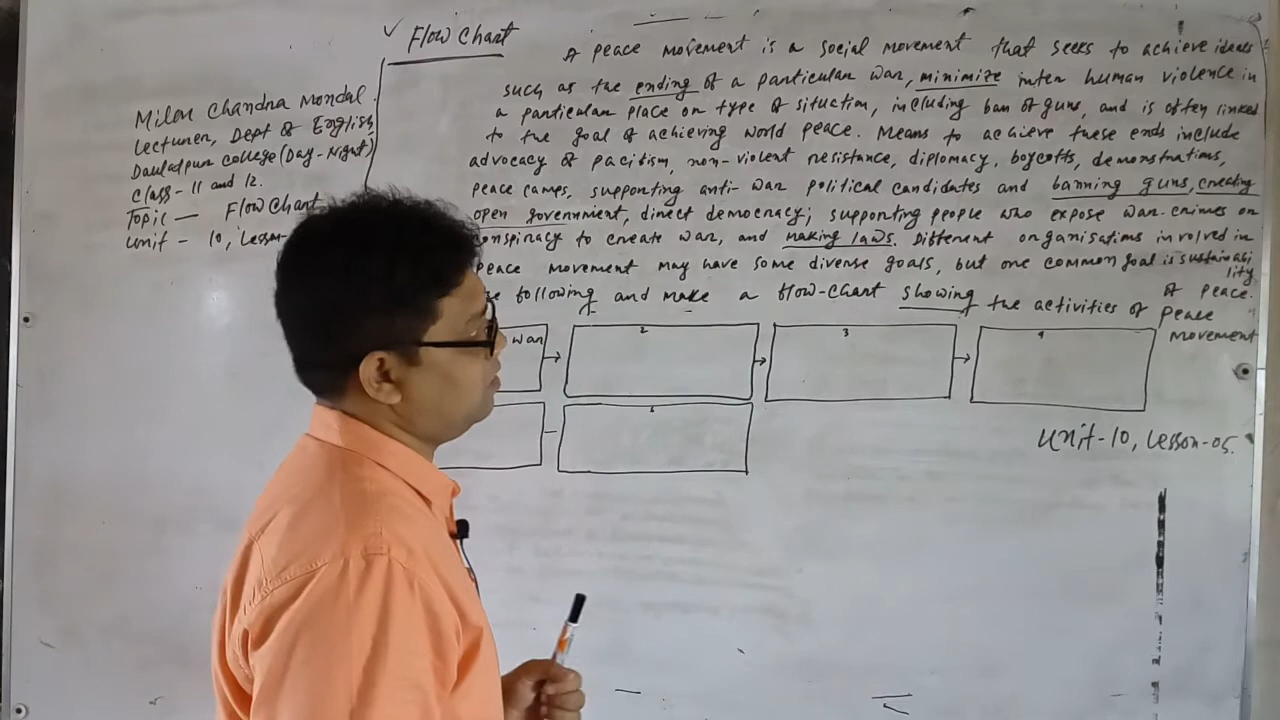 ✓ Flow Chart
Milon Chandra Mondal.
Lecturer, Dept of English,
Daulatpur College (Day-Night)
Class - 11 and 12.
Topic — Flow Chart
Unit - 10, Lesson-
A peace movement is a social movement that seeks to achieve ideals
such as the ending of a particular war, minimize inter human violence in
a particular place or type of situation, including ban of guns, and is often linked
to the goal of achieving world peace. Means to achieve these ends include
advocacy of pacifism, non-violent resistance, diplomacy, boycotts, demonstrations,
peace camps, supporting anti-war political candidates and banning guns, creating
open government, direct democracy; supporting people who expose war-crimes or
conspiracy to create war, and making laws. Different organisations involved in
peace movement may have some diverse goals, but one common goal is sustainabi
lity
of peace.
following and make a flow-chart showing the activities of peace
movement
war
2
3
4
6
Unit-10, Lesson-05.